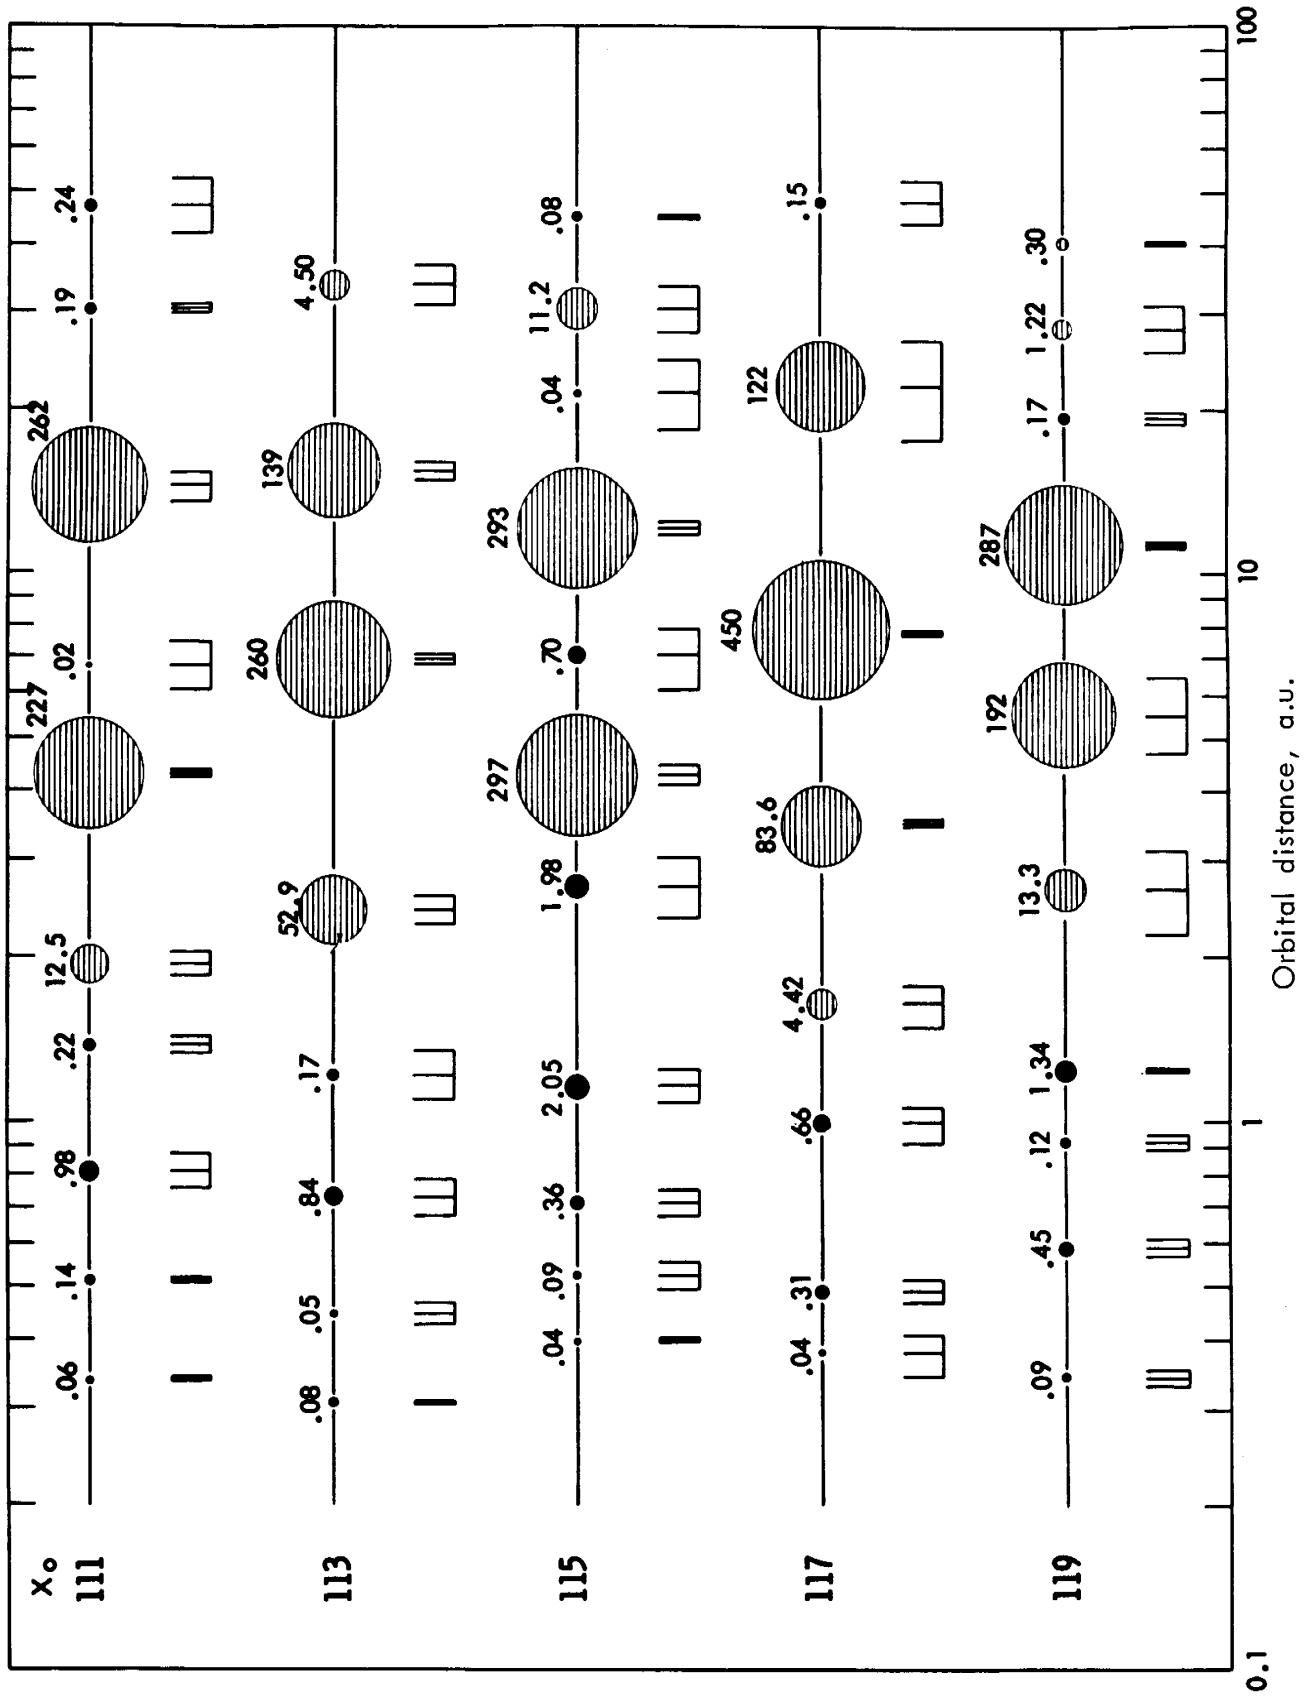 X₀
111
.06 .14 .98 .22 12.5 227 .02 262 .19 .24
113
.08 .05 .84 .17 52.9 260 139 4.50
115
.04 .09 .36 2.05 1.98 297 .70 293 .04 11.2 .08
117
.04 .31 .66 4.42 83.6 450 122 .15
119
.09 .45 .12 1.34 13.3 192 287 .17 1.22 .30
0.1 1 10 100
Orbital distance, a.u.